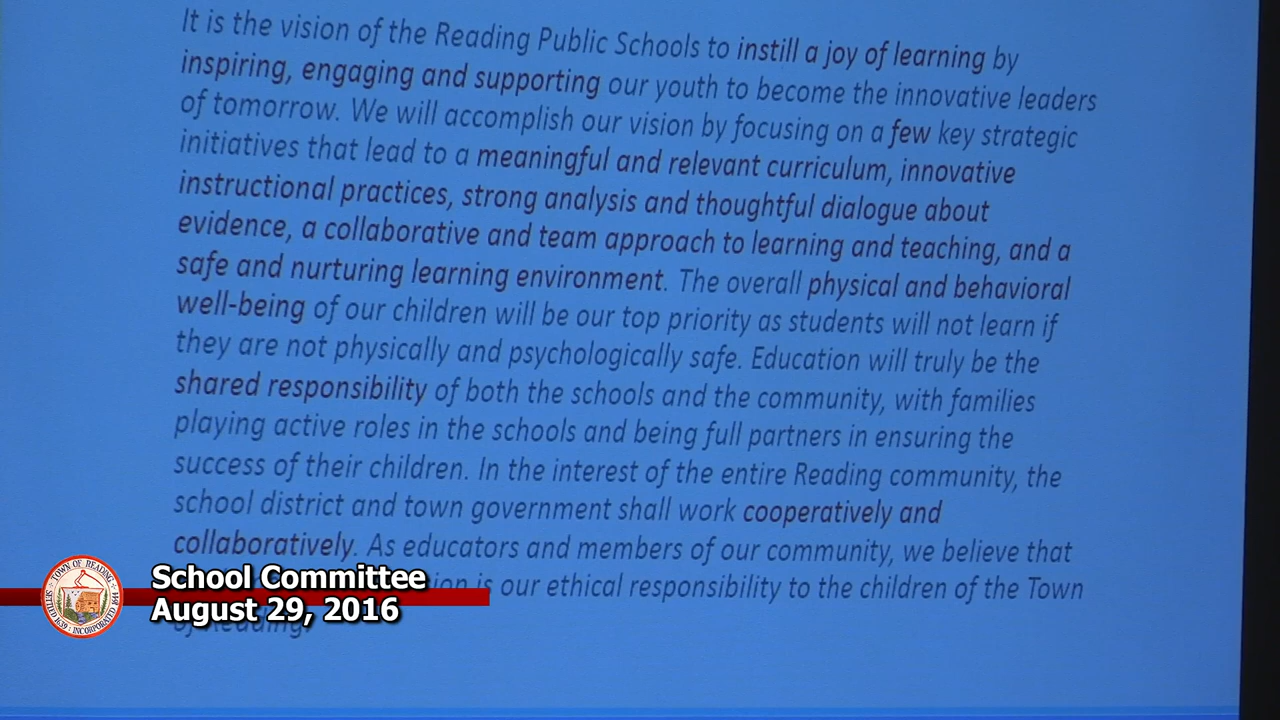 It is the vision of the Reading Public Schools to instill a joy of learning by
inspiring, engaging and supporting our youth to become the innovative leaders
of tomorrow. We will accomplish our vision by focusing on a few key strategic
initiatives that lead to a meaningful and relevant curriculum, innovative
instructional practices, strong analysis and thoughtful dialogue about
evidence, a collaborative and team approach to learning and teaching, and a
safe and nurturing learning environment. The overall physical and behavioral
well-being of our children will be our top priority as students will not learn if
they are not physically and psychologically safe. Education will truly be the
shared responsibility of both the schools and the community, with families
playing active roles in the schools and being full partners in ensuring the
success of their children. In the interest of the entire Reading community, the
school district and town government shall work cooperatively and
collaboratively. As educators and members of our community, we believe that
is our ethical responsibility to the children of the Town
of Reading.
TOWN OF READING
1639 INCORPORATED
School Committee
August 29, 2016